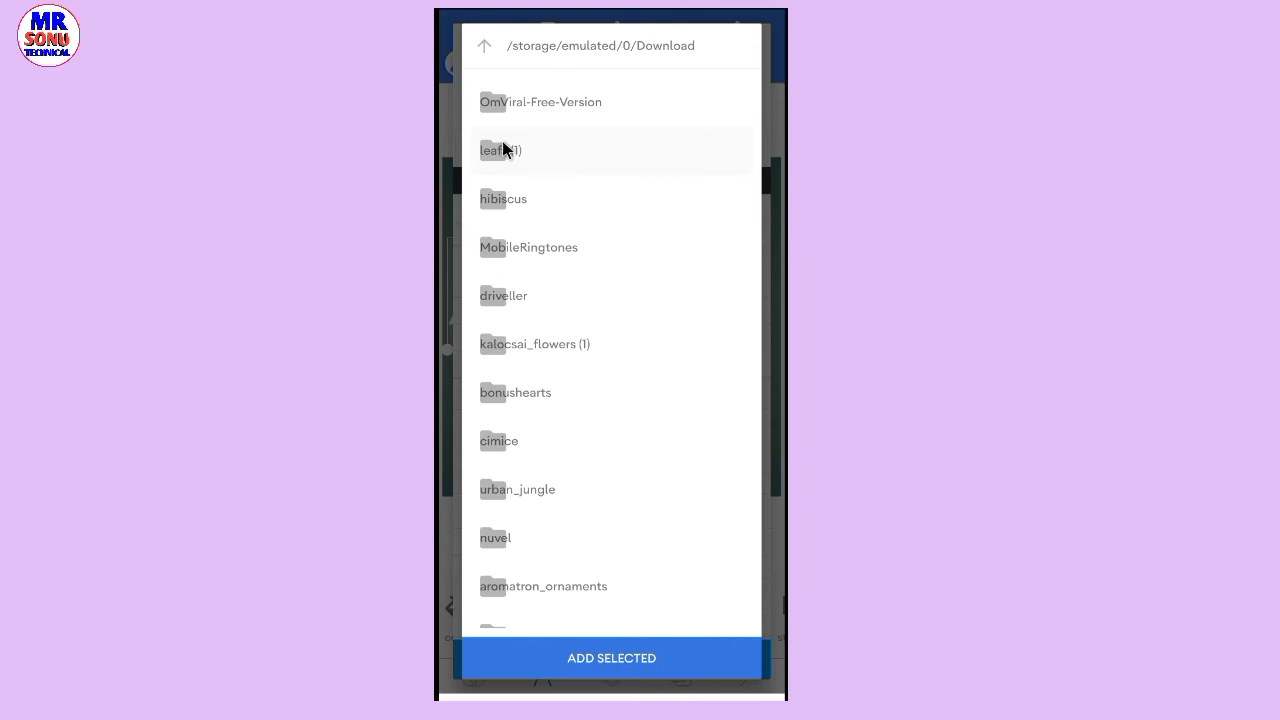 MR
SONU
TECHNICAL
/storage/emulated/0/Download
OmViral-Free-Version
hibiscus
MobileRingtones
driveller
kalocsai_flowers (1)
bonushearts
cimice
urban_jungle
nuvel
aromatron_ornaments
ADD SELECTED